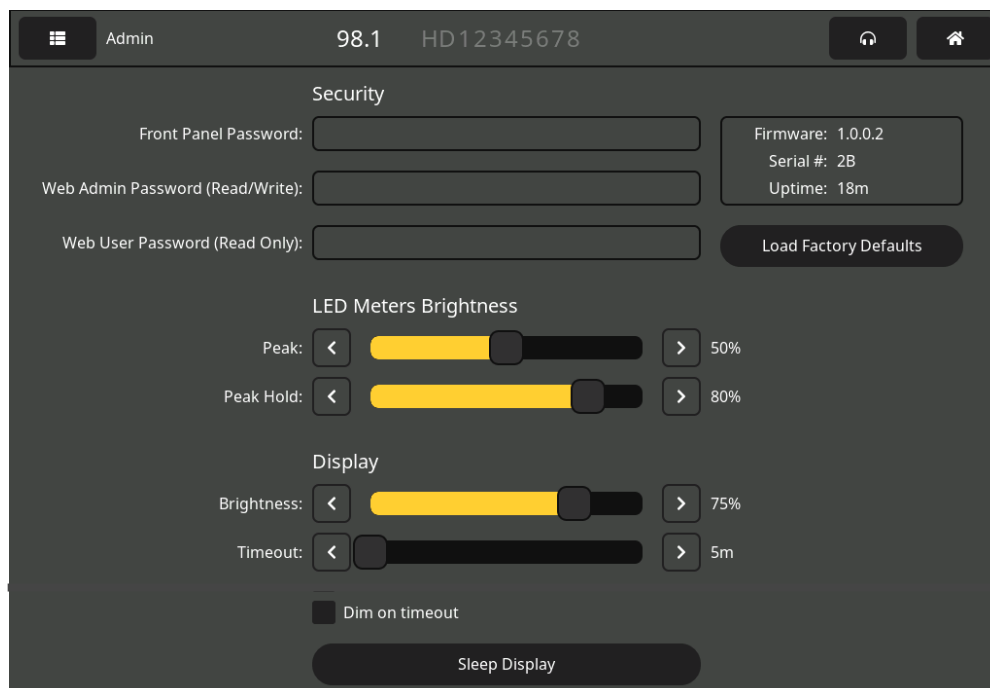 Admin 98.1 HD12345678
Security
Front Panel Password:
Firmware: 1.0.0.2
Serial #: 2B
Uptime: 18m
Web Admin Password (Read/Write):
Web User Password (Read Only):
Load Factory Defaults
LED Meters Brightness
Peak: 50%
Peak Hold: 80%
Display
Brightness: 75%
Timeout: 5m
Dim on timeout
Sleep Display